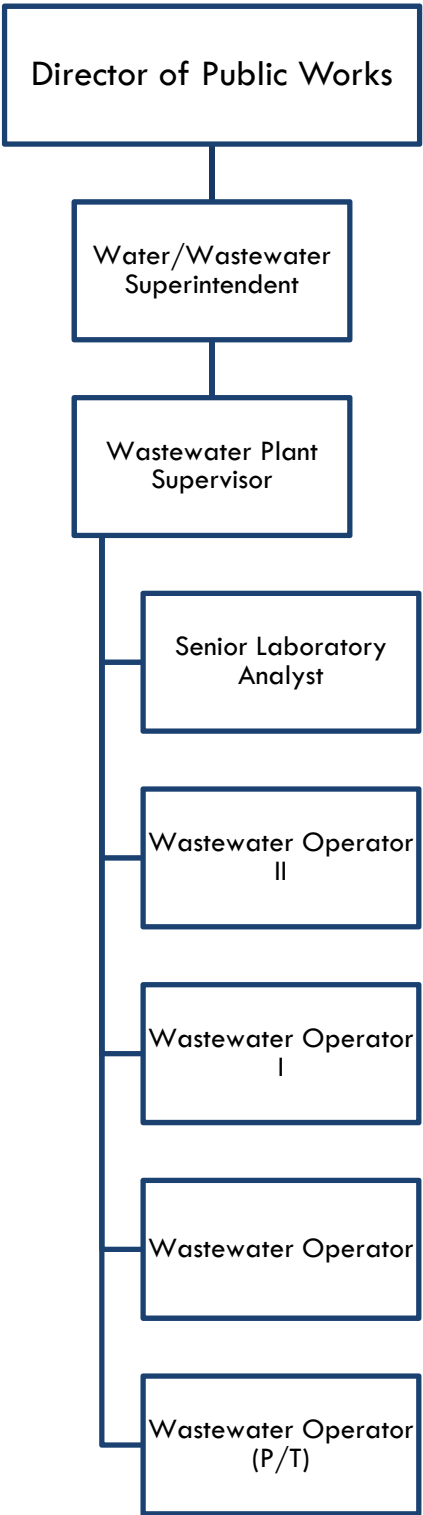 Director of Public Works
Water/Wastewater
Superintendent
Wastewater Plant
Supervisor
Senior Laboratory
Analyst
Wastewater Operator
II
Wastewater Operator
I
Wastewater Operator
Wastewater Operator
(P/T)